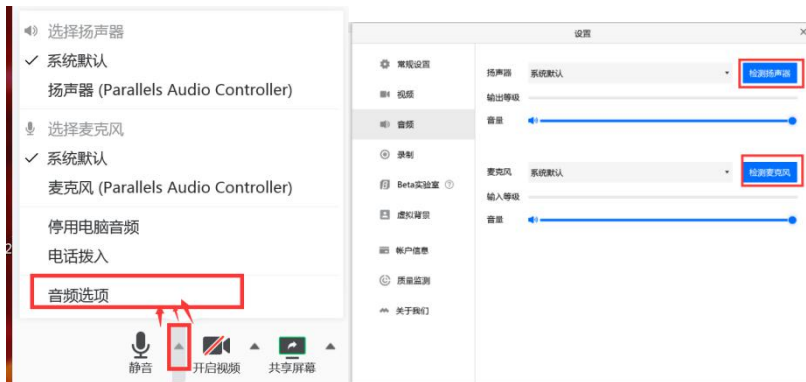 选择扬声器
系统默认
扬声器 (Parallels Audio Controller)
选择麦克风
系统默认
麦克风 (Parallels Audio Controller)
停用电脑音频
电话拨入
音频选项
静音
开启视频
共享屏幕
2
设置
常规设置
视频
音频
录制
Beta实验室
虚拟背景
帐户信息
质量监测
关于我们
扬声器 系统默认 检测扬声器
输出等级
音量
麦克风 系统默认 检测麦克风
输入等级
音量